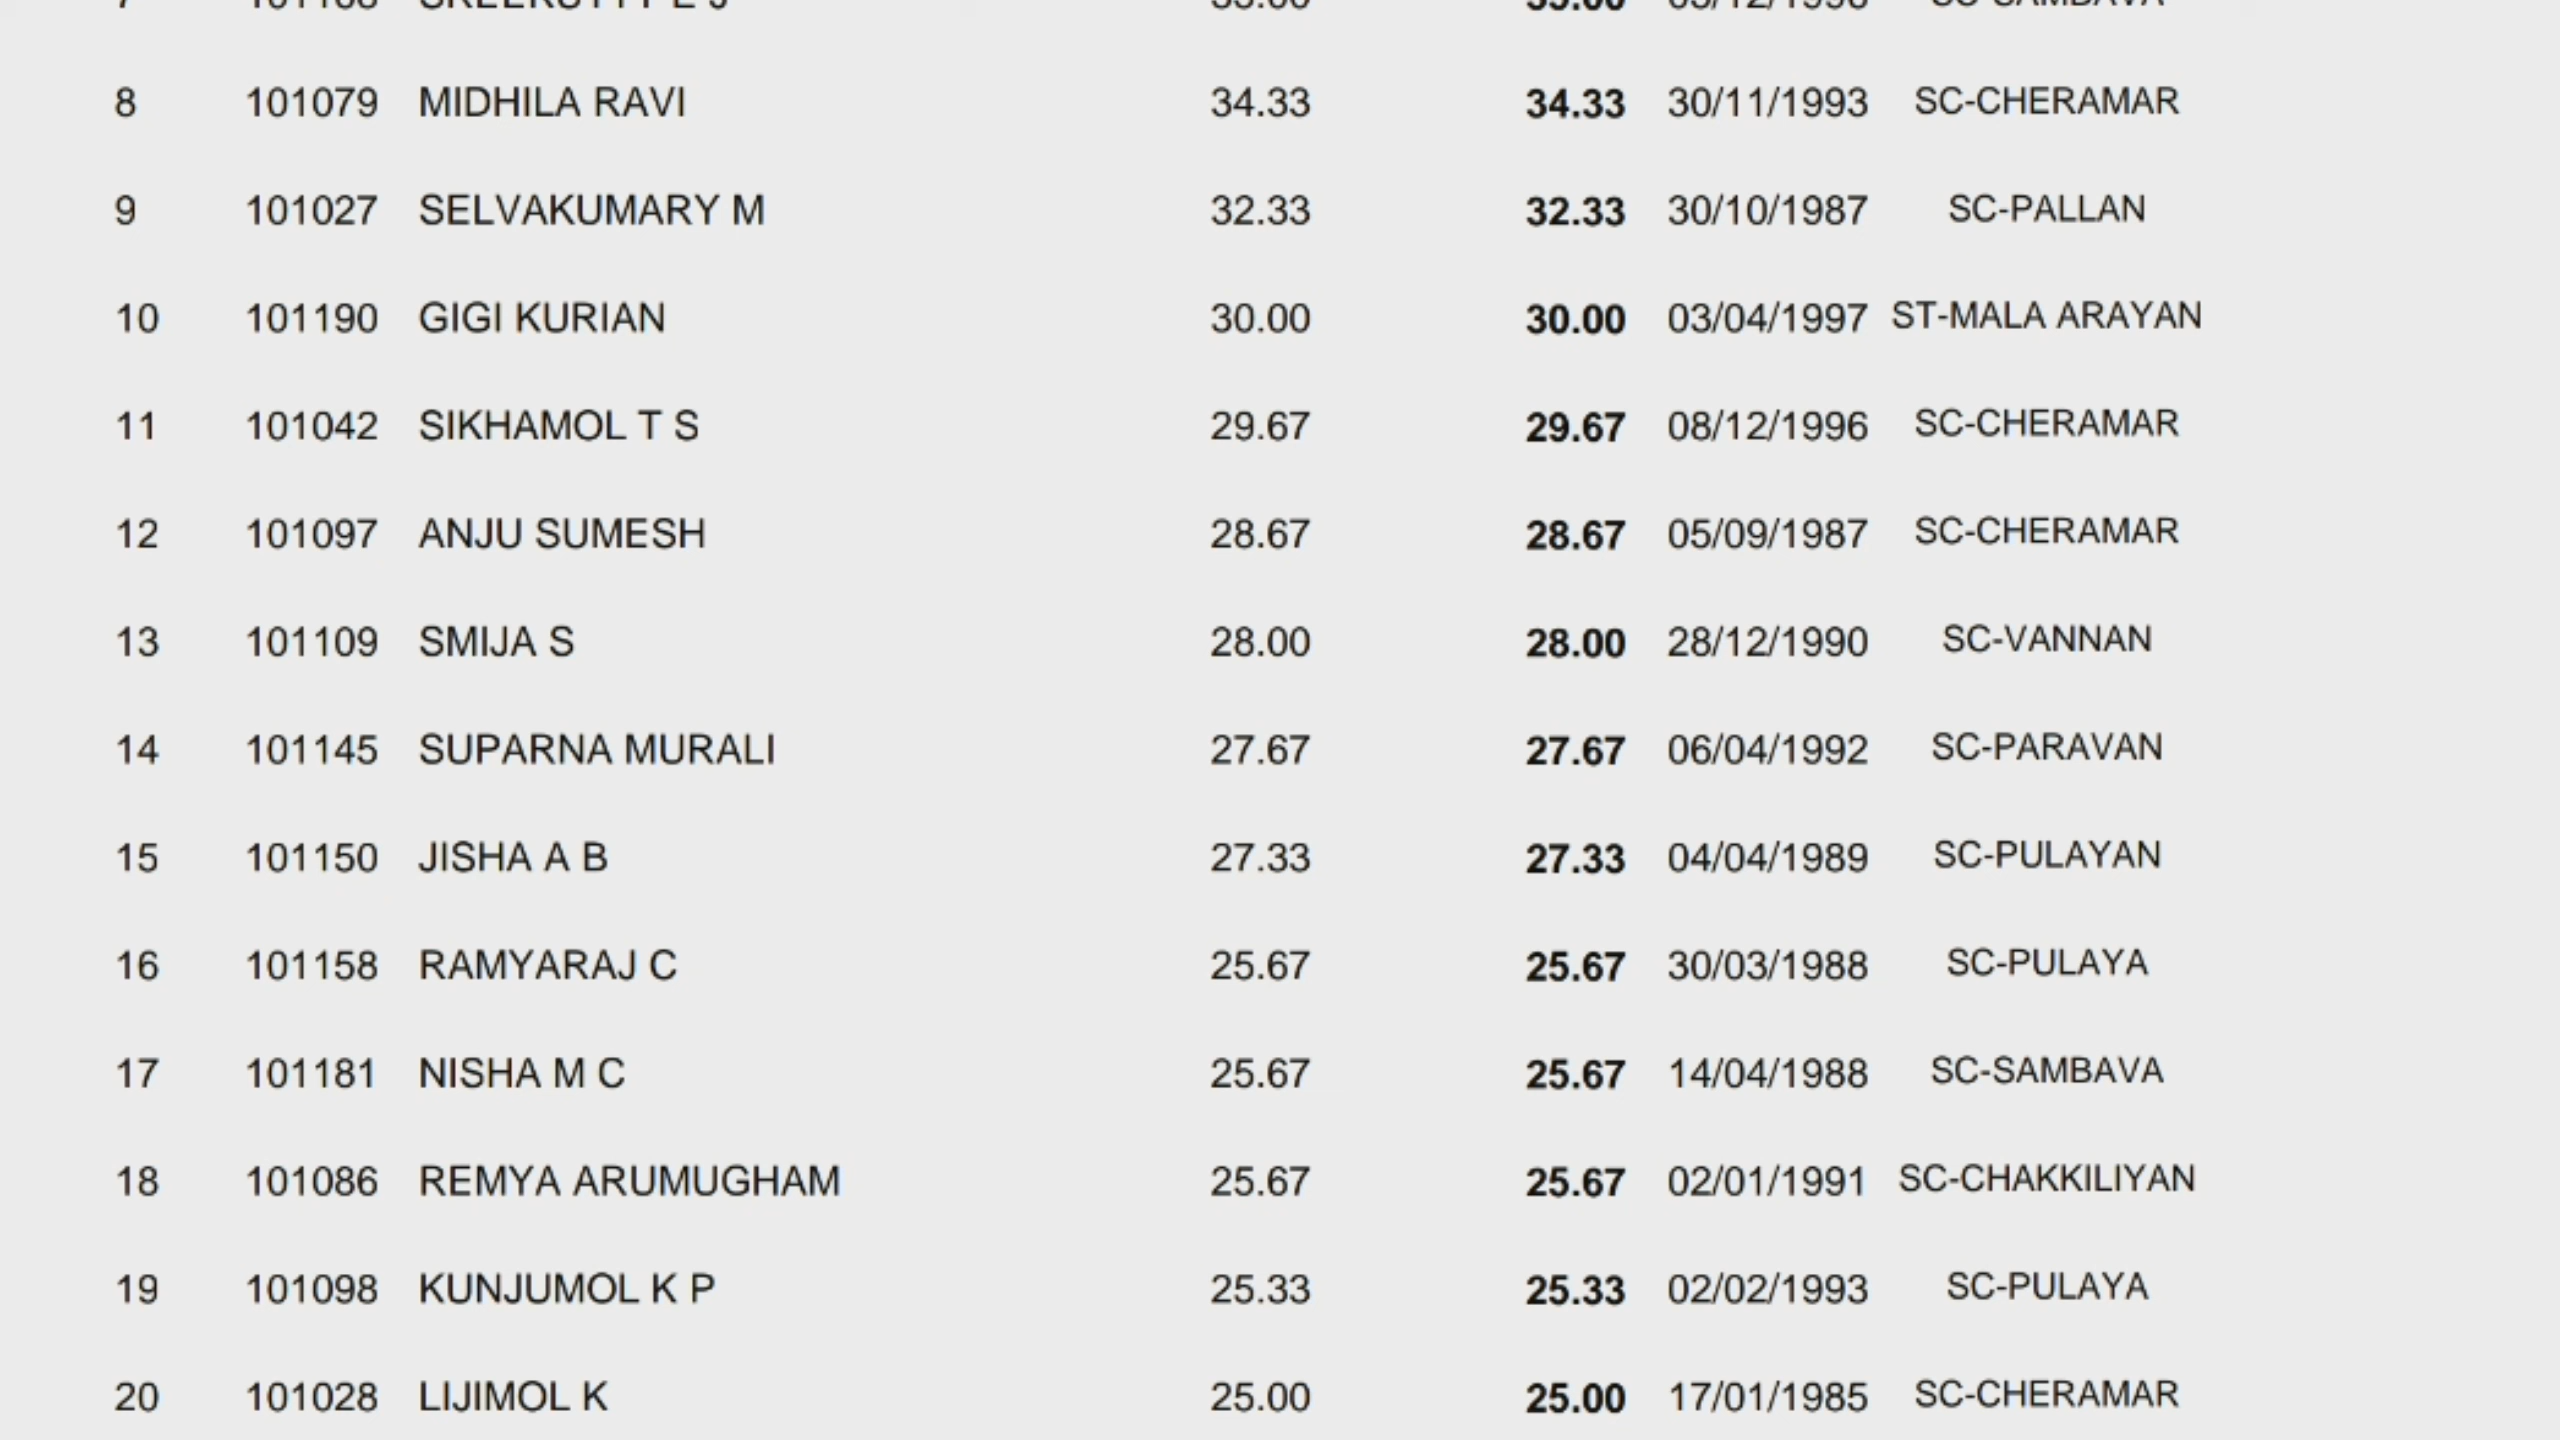 8 101079 MIDHILA RAVI 34.33 34.33 30/11/1993 SC-CHERAMAR
9 101027 SELVAKUMARY M 32.33 32.33 30/10/1987 SC-PALLAN
10 101190 GIGI KURIAN 30.00 30.00 03/04/1997 ST-MALA ARAYAN
11 101042 SIKHAMOL T S 29.67 29.67 08/12/1996 SC-CHERAMAR
12 101097 ANJU SUMESH 28.67 28.67 05/09/1987 SC-CHERAMAR
13 101109 SMIJA S 28.00 28.00 28/12/1990 SC-VANNAN
14 101145 SUPARNA MURALI 27.67 27.67 06/04/1992 SC-PARAVAN
15 101150 JISHA A B 27.33 27.33 04/04/1989 SC-PULAYAN
16 101158 RAMYARAJ C 25.67 25.67 30/03/1988 SC-PULAYA
17 101181 NISHA M C 25.67 25.67 14/04/1988 SC-SAMBAVA
18 101086 REMYA ARUMUGHAM 25.67 25.67 02/01/1991 SC-CHAKKILIYAN
19 101098 KUNJUMOL K P 25.33 25.33 02/02/1993 SC-PULAYA
20 101028 LIJIMOL K 25.00 25.00 17/01/1985 SC-CHERAMAR